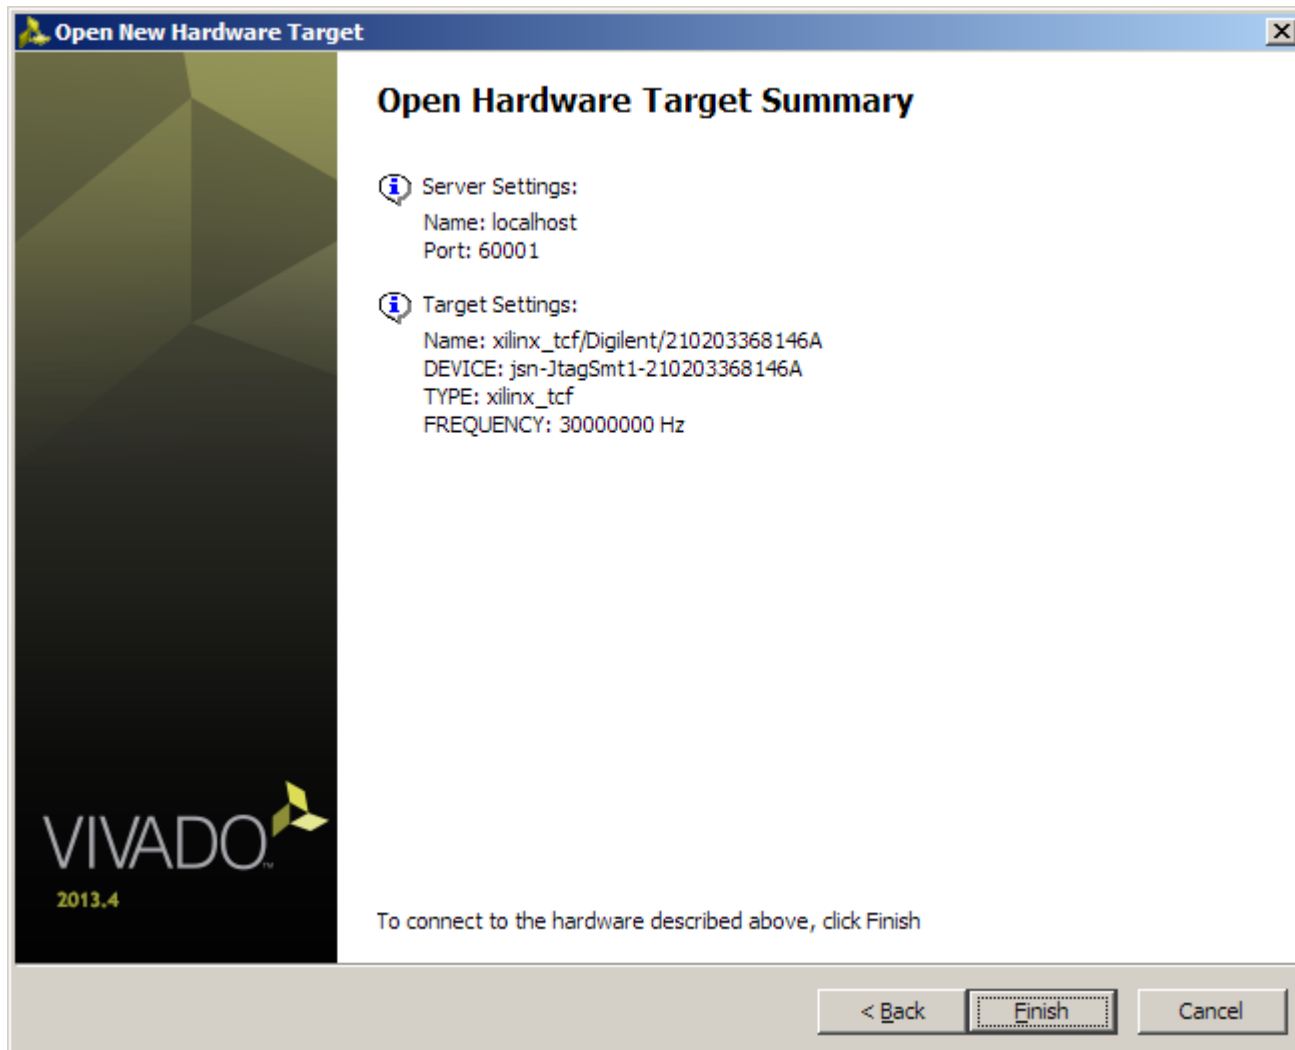 Open New Hardware Target
Open Hardware Target Summary
Server Settings:
Name: localhost
Port: 60001
Target Settings:
Name: xilinx_tcf/Digilent/210203368146A
DEVICE: jsn-JtagSmt1-210203368146A
TYPE: xilinx_tcf
FREQUENCY: 30000000 Hz
VIVADO™
2013.4
To connect to the hardware described above, click Finish
< Back
Finish
Cancel